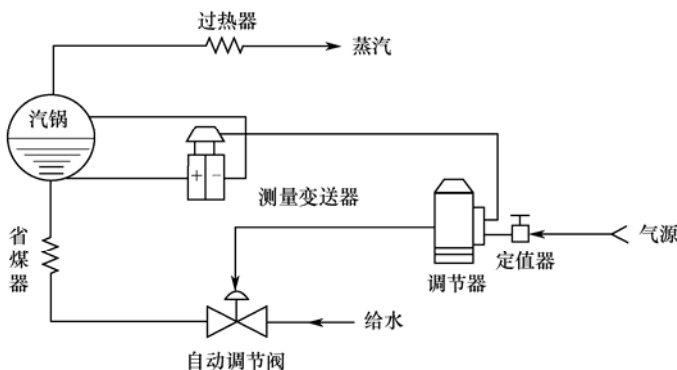 过热器
蒸汽
汽锅
+ -
测量变送器
省煤器
气源
定值器
调节器
给水
自动调节阀